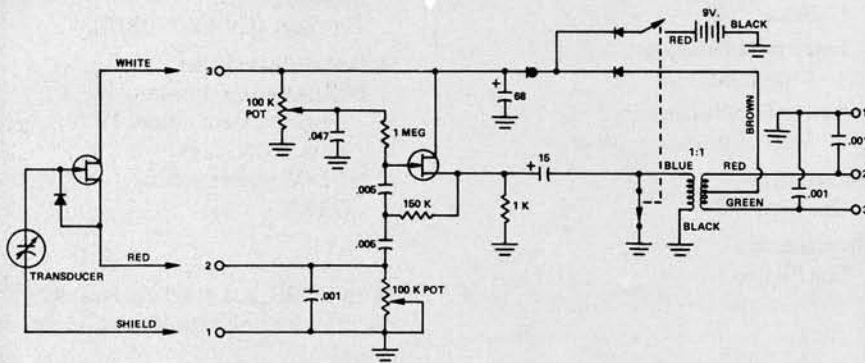 9V.
BLACK
RED
WHITE
3
100 K
POT
+
68
BROWN
1
.047
1 MEG
1:1
.001
+
15
BLUE
RED
2
.005
.001
150 K
1 K
GREEN
3
.006
BLACK
TRANSDUCER
RED
2
.001
100 K POT
SHIELD
1